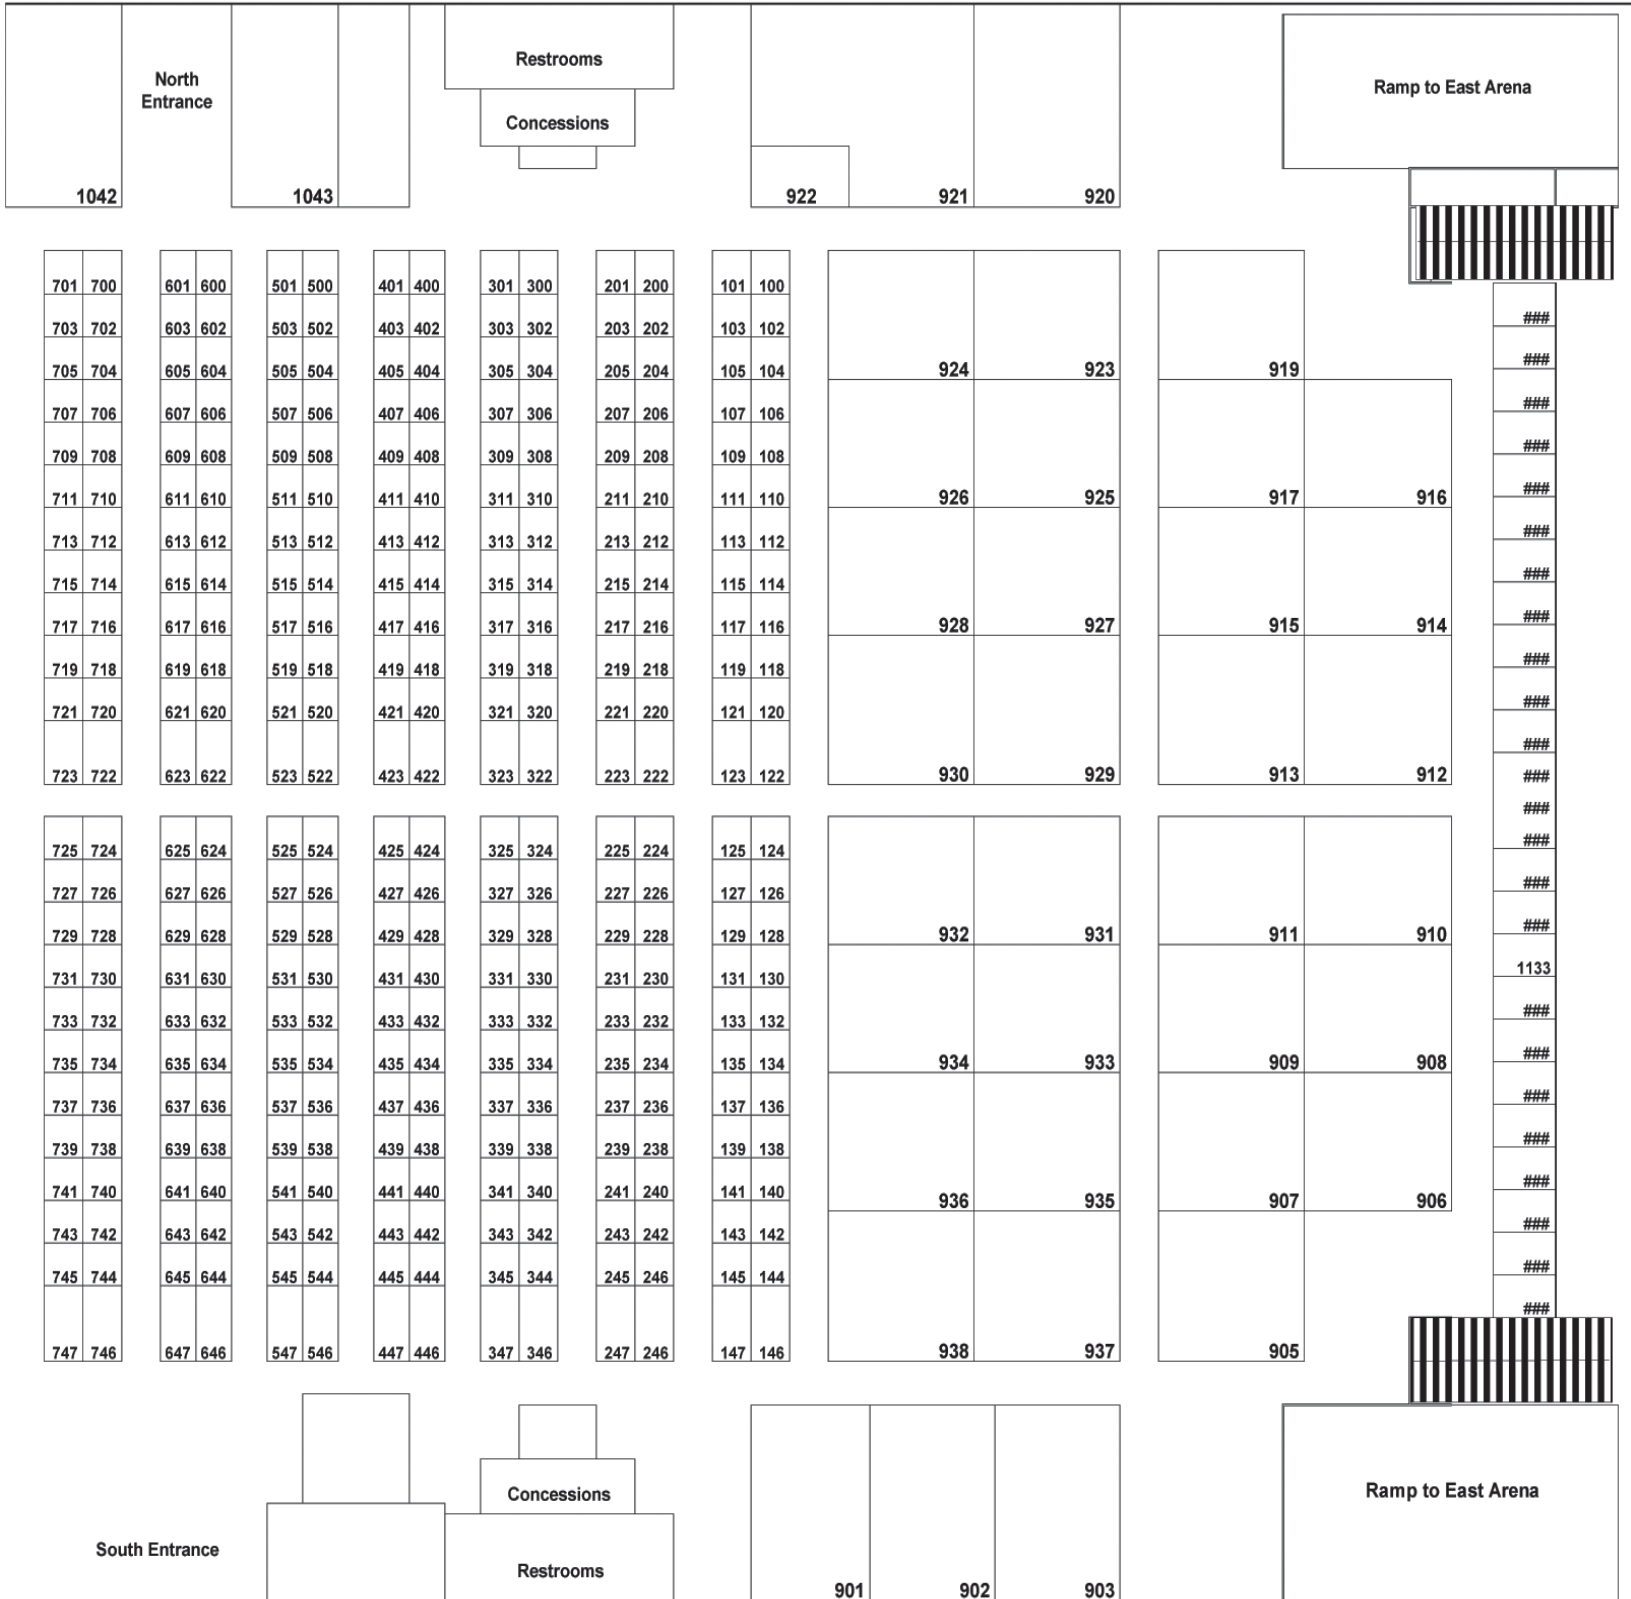 North
Entrance
Restrooms
Concessions
Ramp to East Arena
1042 1043 922 921 920
701 700 601 600 501 500 401 400 301 300 201 200 101 100
###
703 702 603 602 503 502 403 402 303 302 203 202 103 102
###
705 704 605 604 505 504 405 404 305 304 205 204 105 104 924 923 919
###
707 706 607 606 507 506 407 406 307 306 207 206 107 106
###
709 708 609 608 509 508 409 408 309 308 209 208 109 108
###
711 710 611 610 511 510 411 410 311 310 211 210 111 110 926 925 917 916
###
713 712 613 612 513 512 413 412 313 312 213 212 113 112
###
715 714 615 614 515 514 415 414 315 314 215 214 115 114
###
717 716 617 616 517 516 417 416 317 316 217 216 117 116 928 927 915 914
###
719 718 619 618 519 518 419 418 319 318 219 218 119 118
###
721 720 621 620 521 520 421 420 321 320 221 220 121 120
###
723 722 623 622 523 522 423 422 323 322 223 222 123 122 930 929 913 912 ###
###
###
725 724 625 624 525 524 425 424 325 324 225 224 125 124
###
727 726 627 626 527 526 427 426 327 326 227 226 127 126
###
729 728 629 628 529 528 429 428 329 328 229 228 129 128 932 931 911 910
1133
731 730 631 630 531 530 431 430 331 330 231 230 131 130
###
733 732 633 632 533 532 433 432 333 332 233 232 133 132
###
735 734 635 634 535 534 435 434 335 334 235 234 135 134 934 933 909 908
###
737 736 637 636 537 536 437 436 337 336 237 236 137 136
###
739 738 639 638 539 538 439 438 339 338 239 238 139 138
###
741 740 641 640 541 540 441 440 341 340 241 240 141 140 936 935 907 906
###
743 742 643 642 543 542 443 442 343 342 243 242 143 142
###
745 744 645 644 545 544 445 444 345 344 245 246 145 144
###
747 746 647 646 547 546 447 446 347 346 247 246 147 146 938 937 905
Concessions
Ramp to East Arena
South Entrance
Restrooms
901 902 903